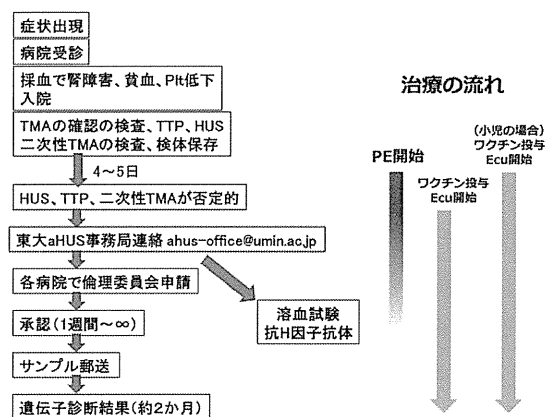 症状出現
病院受診
採血で腎障害、貧血、Plt低下
入院
TMAの確認の検査、TTP、HUS
二次性TMAの検査、検体保存
4～5日
HUS、TTP、二次性TMAが否定的
東大aHUS事務局連絡 ahus-office@umin.ac.jp
各病院で倫理委員会申請
承認(1週間～∞)
サンプル郵送
遺伝子診断結果(約2か月)
溶血試験
抗H因子抗体
治療の流れ
PE開始
ワクチン投与
Ecu開始
(小児の場合)
ワクチン投与
Ecu開始